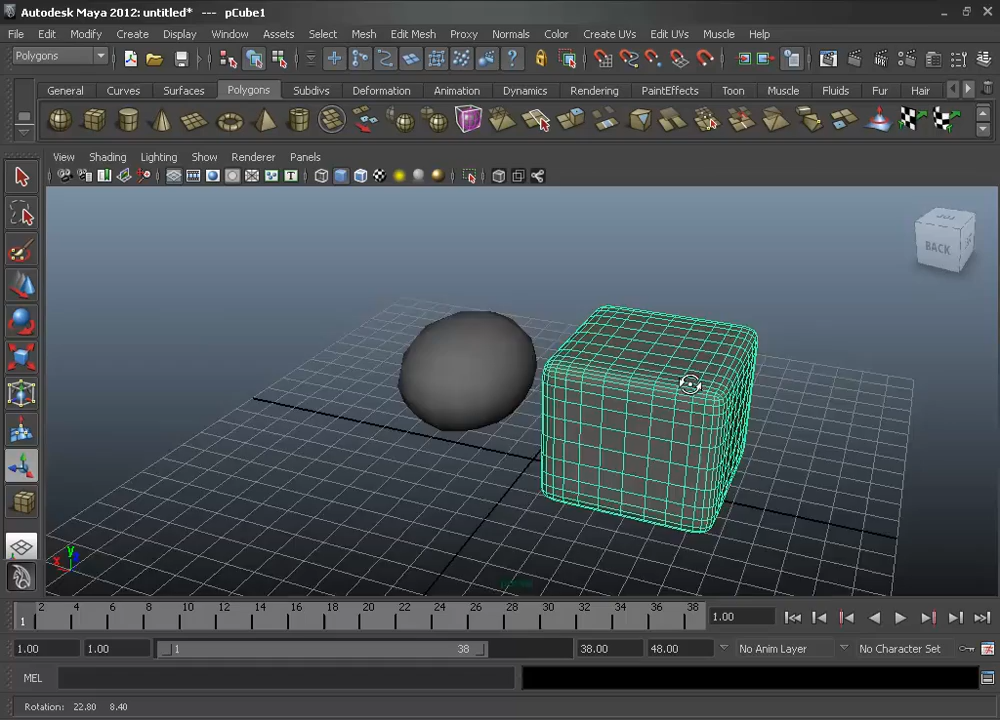 Autodesk Maya 2012: untitled* --- pCube1
File Edit Modify Create Display Window Assets Select Mesh Edit Mesh Proxy Normals Color Create UVs Edit UVs Muscle Help
Polygons
General Curves Surfaces Polygons Subdivs Deformation Animation Dynamics Rendering PaintEffects Toon Muscle Fluids Fur Hair
View Shading Lighting Show Renderer Panels
BACK
y
x
2 4 6 8 10 12 14 16 18 20 22 24 26 28 30 32 34 36 38
1
1.00
1.00 1.00 1 38 38.00 48.00 No Anim Layer No Character Set
MEL
Rotation: 22.80 8.40